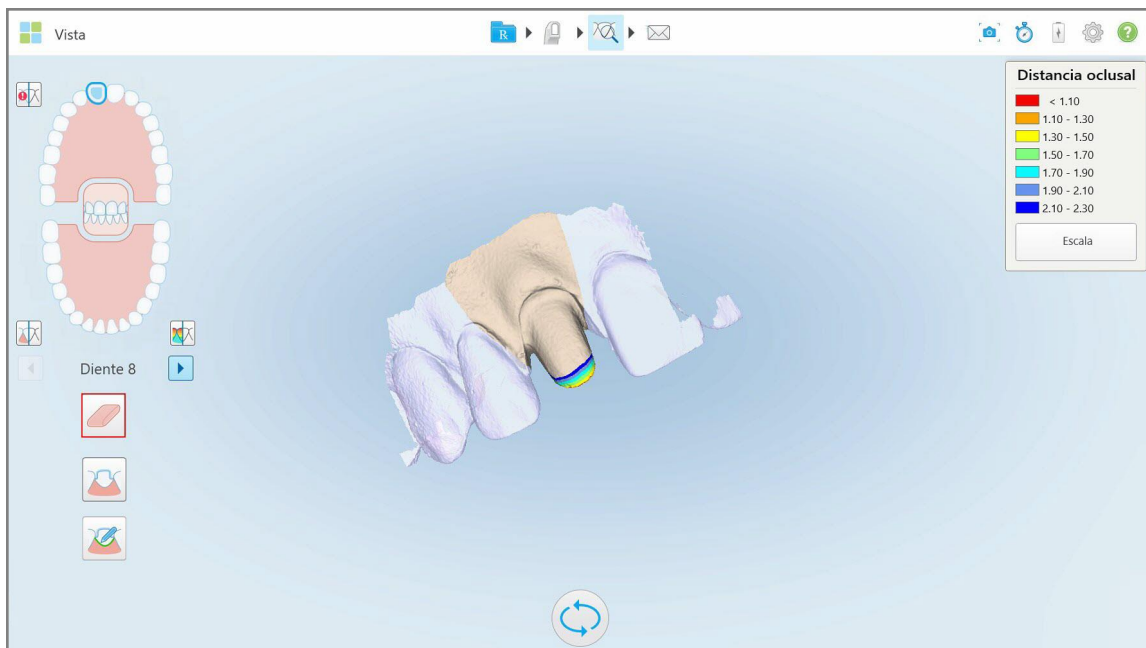 Vista
R
?
Distancia oclusal
< 1.10
1.10 - 1.30
1.30 - 1.50
1.50 - 1.70
1.70 - 1.90
1.90 - 2.10
2.10 - 2.30
Escala
Diente 8